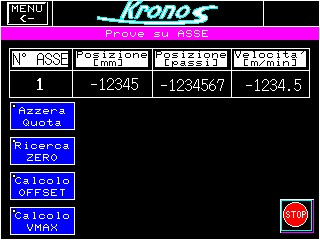 MENU
<-
Kronos
Prove su ASSE
N° ASSE
Posizione
[mm]
Posizione
[passi]
Velocita'
[m/min]
1
-12345
-1234567
-1234.5
Azzera
Quota
Ricerca
ZERO
Calcolo
OFFSET
Calcolo
VMAX
STOP